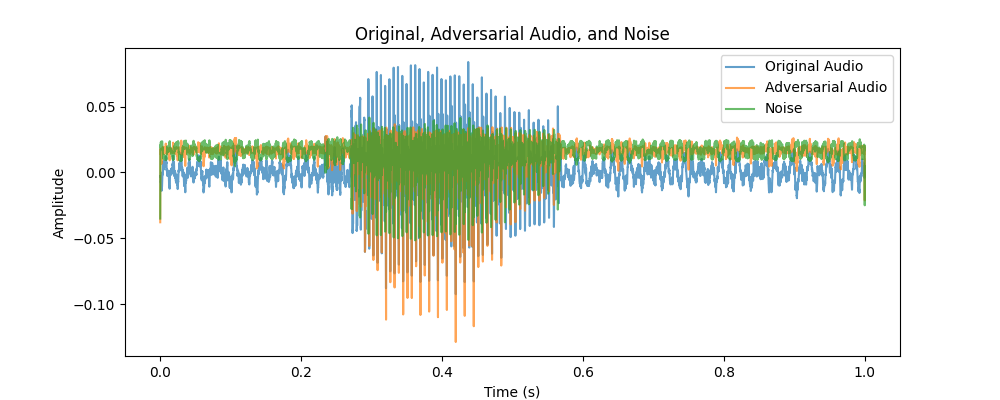 Original, Adversarial Audio, and Noise
Original Audio
Adversarial Audio
Noise
Amplitude
0.05
0.00
−0.05
−0.10
0.0 0.2 0.4 0.6 0.8 1.0
Time (s)